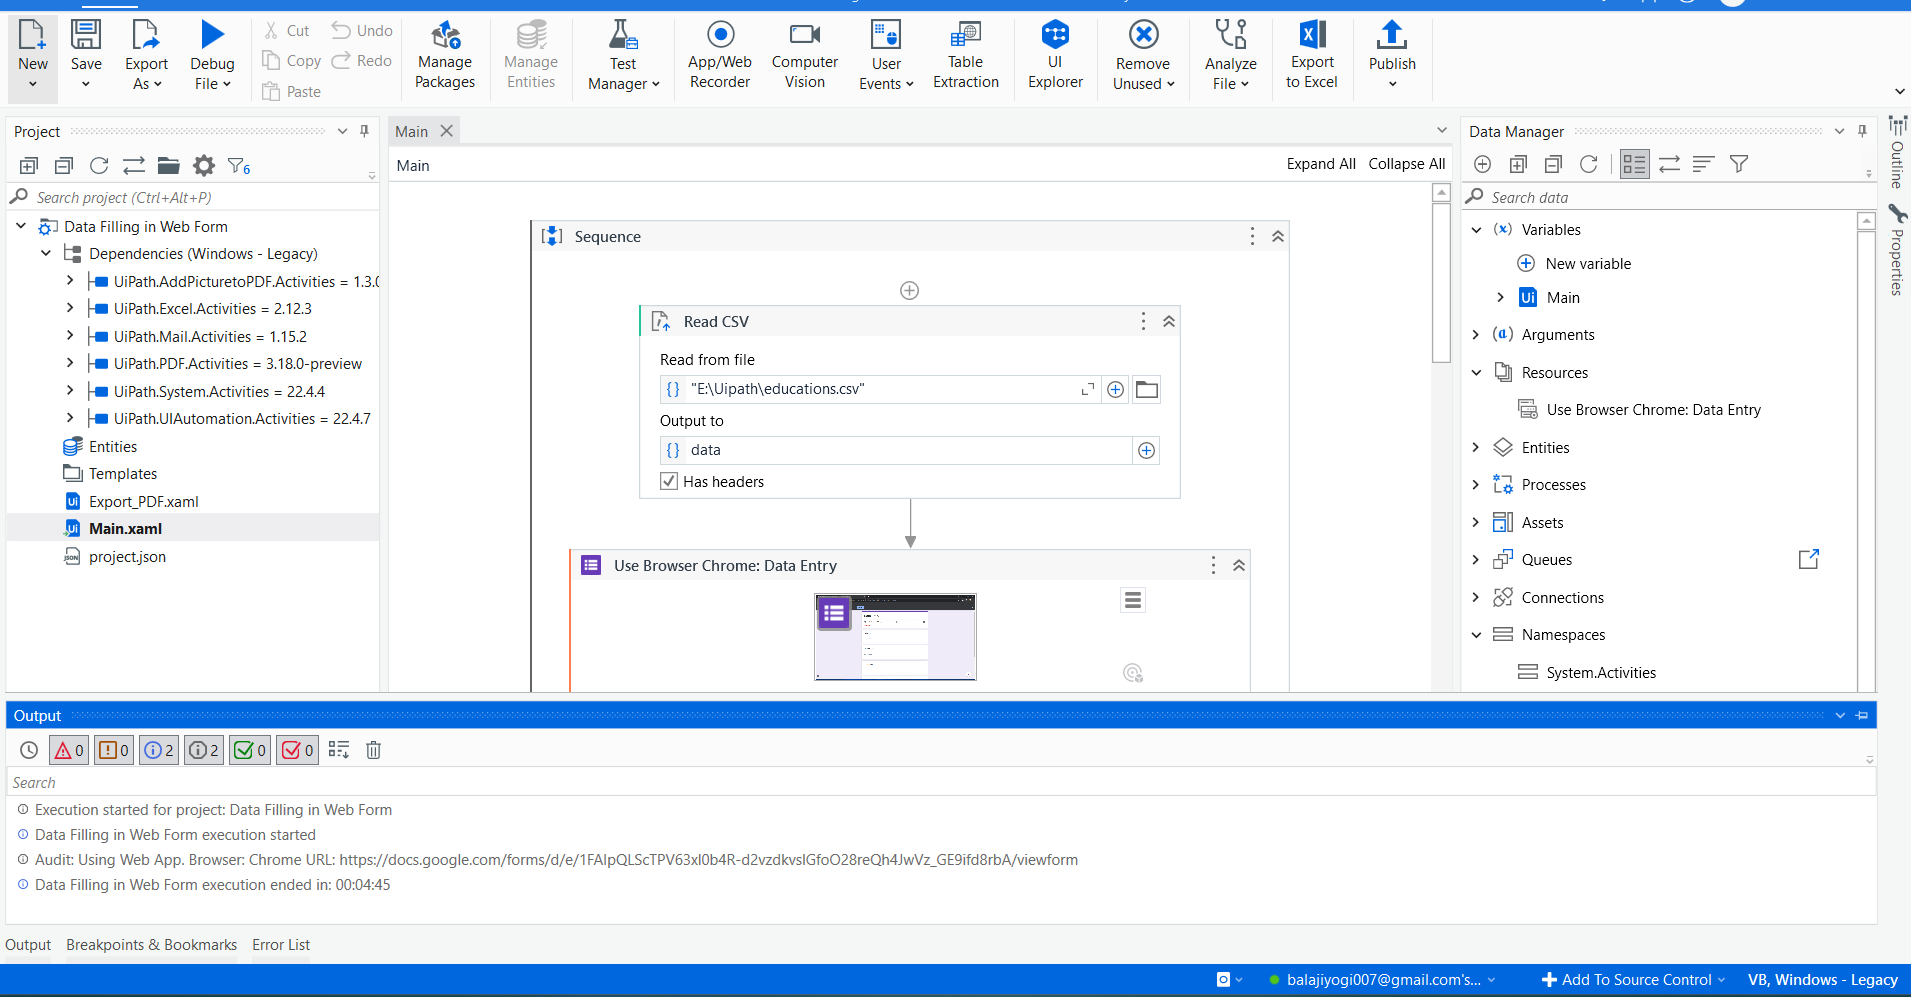 New
Save
Export
As
Debug
File
Cut
Copy
Paste
Undo
Redo
Manage
Packages
Manage
Entities
Test
Manager
App/Web
Recorder
Computer
Vision
User
Events
Table
Extraction
UI
Explorer
Remove
Unused
Analyze
File
Export
to Excel
Publish
Project
6
Search project (Ctrl+Alt+P)
Data Filling in Web Form
Dependencies (Windows - Legacy)
UiPath.AddPicturetoPDF.Activities = 1.3.0
UiPath.Excel.Activities = 2.12.3
UiPath.Mail.Activities = 1.15.2
UiPath.PDF.Activities = 3.18.0-preview
UiPath.System.Activities = 22.4.4
UiPath.UIAutomation.Activities = 22.4.7
Entities
Templates
Export_PDF.xaml
Main.xaml
project.json
Main
Main
Expand All Collapse All
Sequence
Read CSV
Read from file
"E:\Uipath\educations.csv"
Output to
data
Has headers
Use Browser Chrome: Data Entry
Data Manager
Search data
Variables
New variable
Main
Arguments
Resources
Use Browser Chrome: Data Entry
Entities
Processes
Assets
Queues
Connections
Namespaces
System.Activities
Outline
Properties
Output
0 0 2 2 0 0
Search
Execution started for project: Data Filling in Web Form
Data Filling in Web Form execution started
Audit: Using Web App. Browser: Chrome URL: https://docs.google.com/forms/d/e/1FAIpQLScTPV63xI0b4R-d2vzdkvsIGfoO28reQh4JwVz_GE9ifd8rbA/viewform
Data Filling in Web Form execution ended in: 00:04:45
Output Breakpoints & Bookmarks Error List
balajiyogi007@gmail.com's... Add To Source Control VB, Windows - Legacy